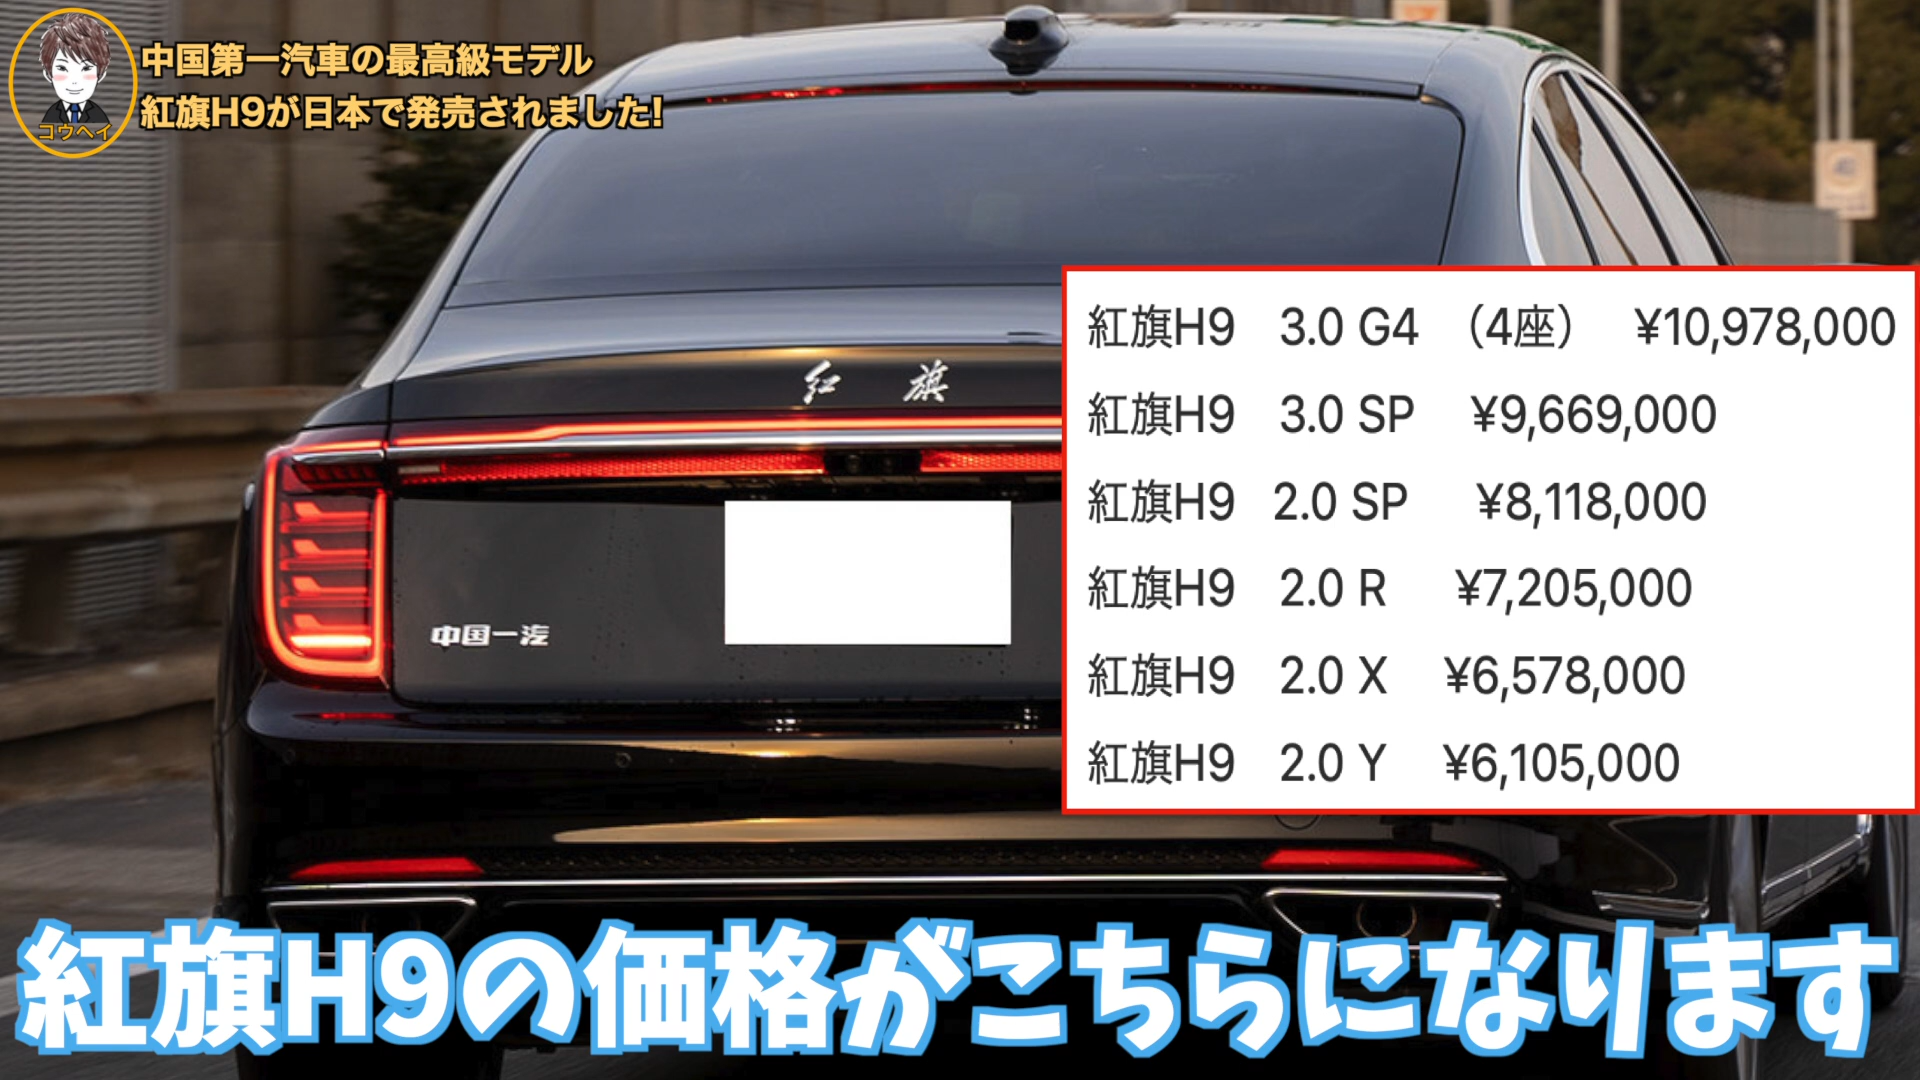 中国第一汽車の最高級モデル
紅旗H9が日本で発売されました!
コウヘイ
紅旗H9 3.0 G4 （4座） ¥10,978,000
紅旗H9 3.0 SP ¥9,669,000
紅旗H9 2.0 SP ¥8,118,000
紅旗H9 2.0 R ¥7,205,000
紅旗H9 2.0 X ¥6,578,000
紅旗H9 2.0 Y ¥6,105,000
红旗
中国一汽
紅旗H9の価格がこちらになります